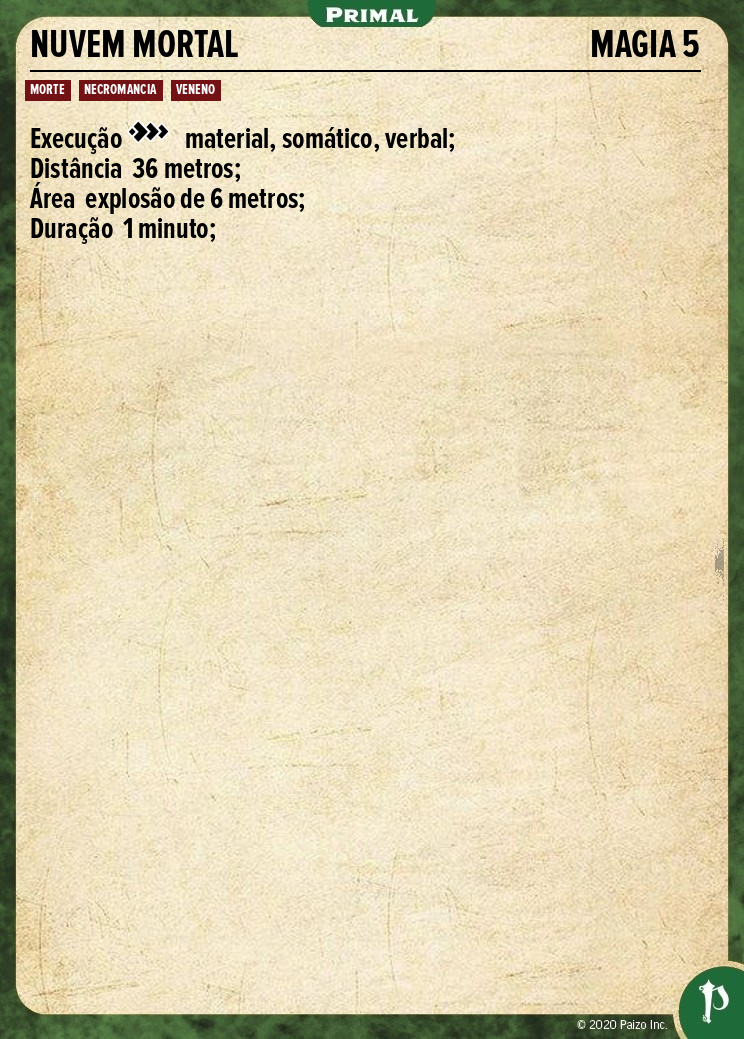 PRIMAL
NUVEM MORTAL MAGIA 5
MORTE NECROMANCIA VENENO
Execução material, somático, verbal;
Distância 36 metros;
Área explosão de 6 metros;
Duração 1 minuto;
© 2020 Paizo Inc.